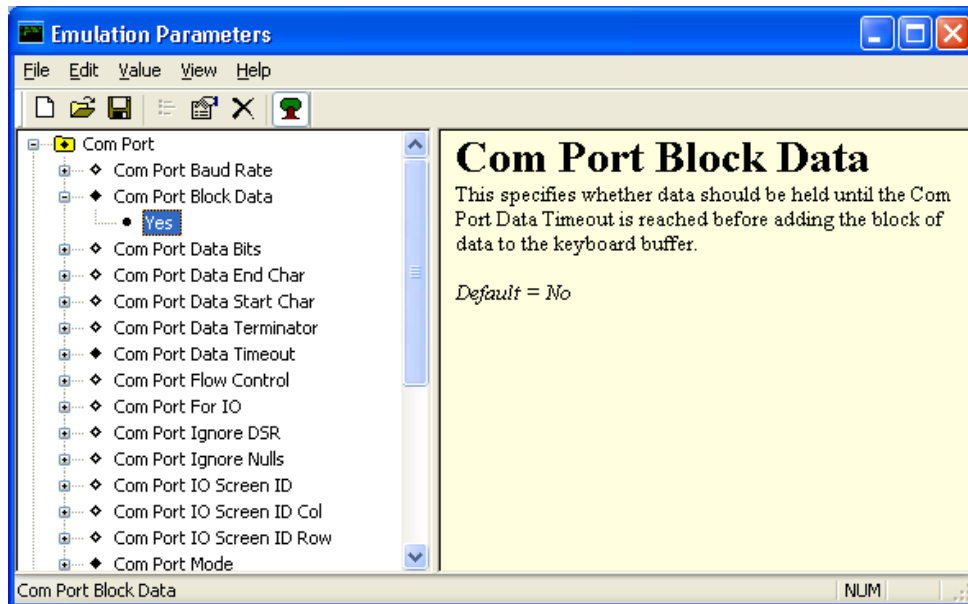 Emulation Parameters
File Edit Value View Help
Com Port
Com Port Baud Rate
Com Port Block Data
Yes
Com Port Data Bits
Com Port Data End Char
Com Port Data Start Char
Com Port Data Terminator
Com Port Data Timeout
Com Port Flow Control
Com Port For IO
Com Port Ignore DSR
Com Port Ignore Nulls
Com Port IO Screen ID
Com Port IO Screen ID Col
Com Port IO Screen ID Row
Com Port Mode
Com Port Block Data
This specifies whether data should be held until the Com
Port Data Timeout is reached before adding the block of
data to the keyboard buffer.
Default = No
Com Port Block Data NUM